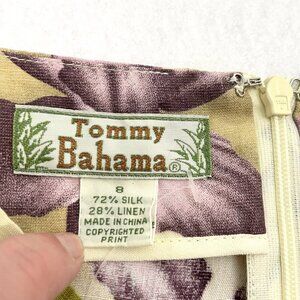 Tommy
Bahama®
8
72% SILK
28% LINEN
MADE IN CHINA
COPYRIGHTED
PRINT